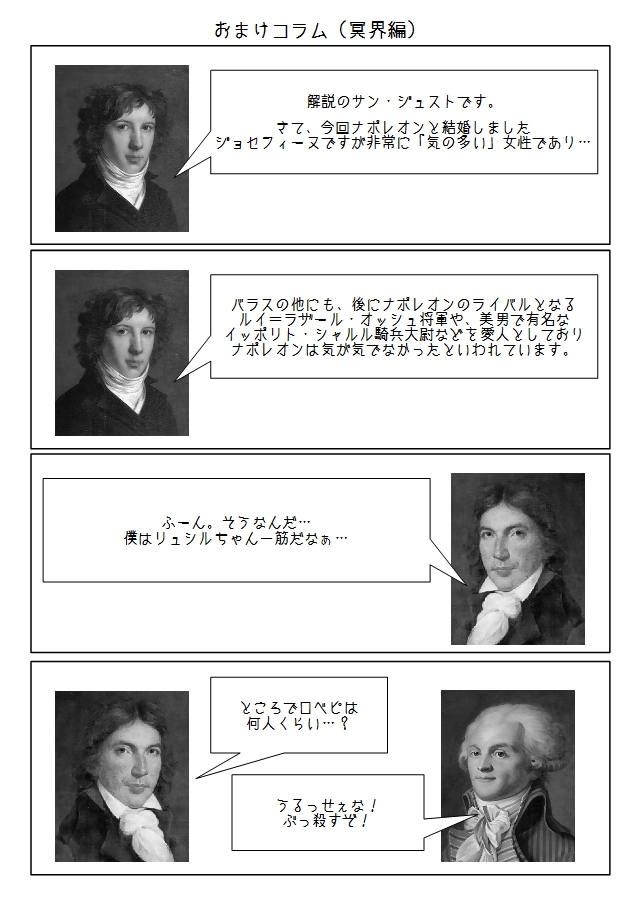 おまけコラム（冥界編）
解説のサン・ジュストです。
さて、今回ナポレオンと結婚しました
ジョセフィーヌですが非常に「気の多い」女性であり…
バラスの他にも、後にナポレオンのライバルとなる
ルイ＝ラザール・オッシュ将軍や、美男で有名な
イッポリト・シャルル騎兵大尉などを愛人としており
ナポレオンは気が気でなかったといわれています。
ふーん。そうなんだ…
僕はリュシルちゃん一筋だなぁ…
ところでロベピは
何人くらい…？
うるっせぇな！
ぶっ殺すぞ！